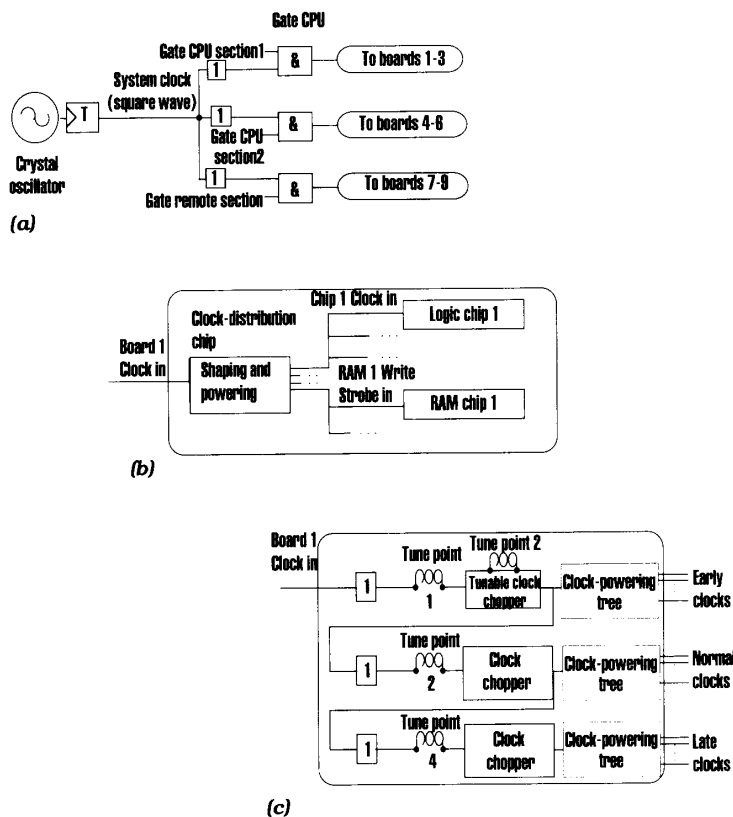 Gate CPU
Gate CPU section1
1
&
To boards 1-3
System clock
(square wave)
T
1
&
To boards 4-6
Gate CPU
section2
Crystal
oscillator
1
&
To boards 7-9
Gate remote section
(a)
Chip 1 Clock in
Logic chip 1
Clock-distribution
chip
Board 1
Clock in
Shaping and
powering
RAM 1 Write
Strobe in
RAM chip 1
(b)
Board 1
Clock in
1
Tune point
1
Tune point 2
Tunable clock
chopper
Clock-powering
tree
Early
clocks
1
Tune point
2
Clock
chopper
Clock-powering
tree
Normal
clocks
1
Tune point
4
Clock
chopper
Clock-powering
tree
Late
clocks
(c)